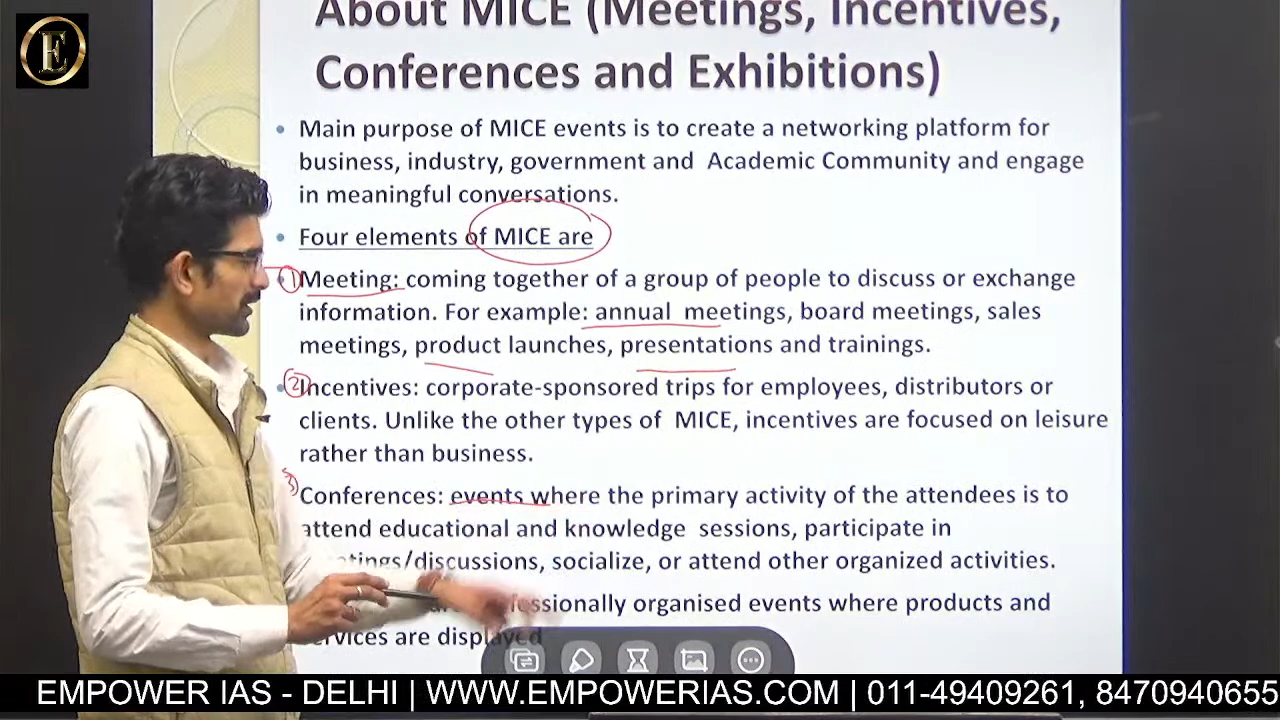 E
About MICE (Meetings, Incentives,
Conferences and Exhibitions)
Main purpose of MICE events is to create a networking platform for
business, industry, government and Academic Community and engage
in meaningful conversations.
Four elements of MICE are
1 Meeting: coming together of a group of people to discuss or exchange
information. For example: annual meetings, board meetings, sales
meetings, product launches, presentations and trainings.
2 Incentives: corporate-sponsored trips for employees, distributors or
clients. Unlike the other types of MICE, incentives are focused on leisure
rather than business.
3 Conferences: events where the primary activity of the attendees is to
attend educational and knowledge sessions, participate in
discussions, socialize, or attend other organized activities.
organised events where products and
are displayed
EMPOWER IAS - DELHI | WWW.EMPOWERIAS.COM | 011-49409261, 8470940655